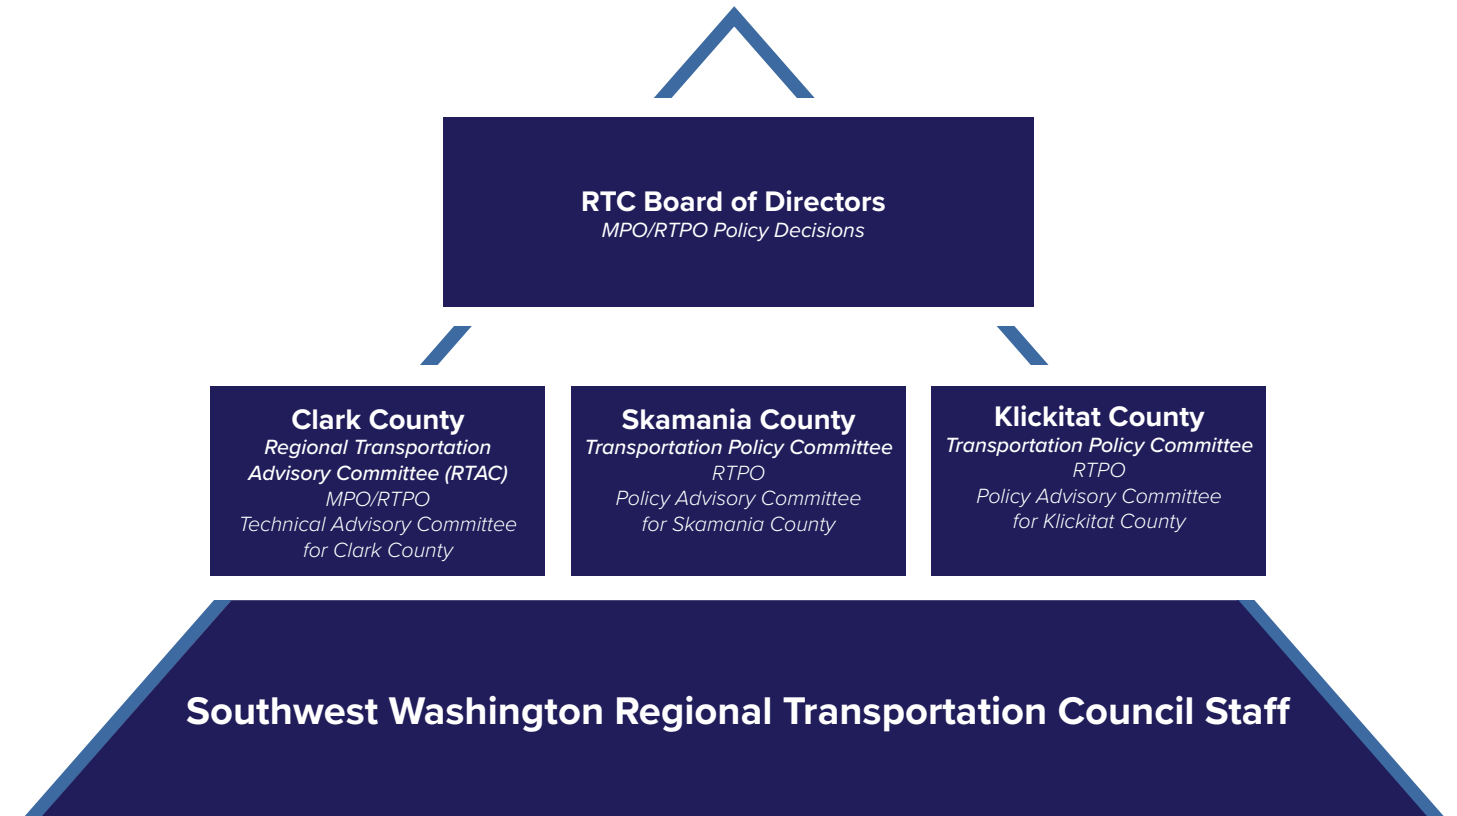 RTC Board of Directors
MPO/RTPO Policy Decisions
Clark County
Regional Transportation
Advisory Committee (RTAC)
MPO/RTPO
Technical Advisory Committee
for Clark County
Skamania County
Transportation Policy Committee
RTPO
Policy Advisory Committee
for Skamania County
Klickitat County
Transportation Policy Committee
RTPO
Policy Advisory Committee
for Klickitat County
Southwest Washington Regional Transportation Council Staff